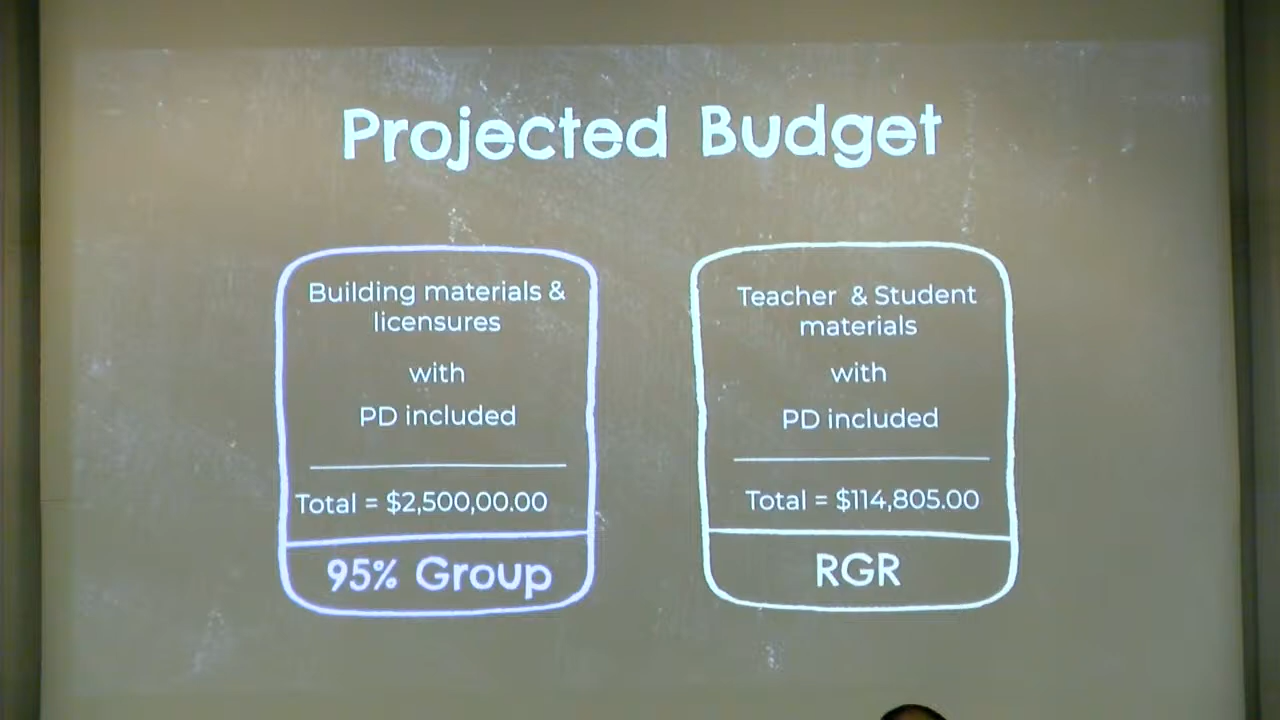 Projected Budget
Building materials &
licensures
with
PD included
Total = $2,500,00.00
95% Group
Teacher & Student
materials
with
PD included
Total = $114,805.00
RGR